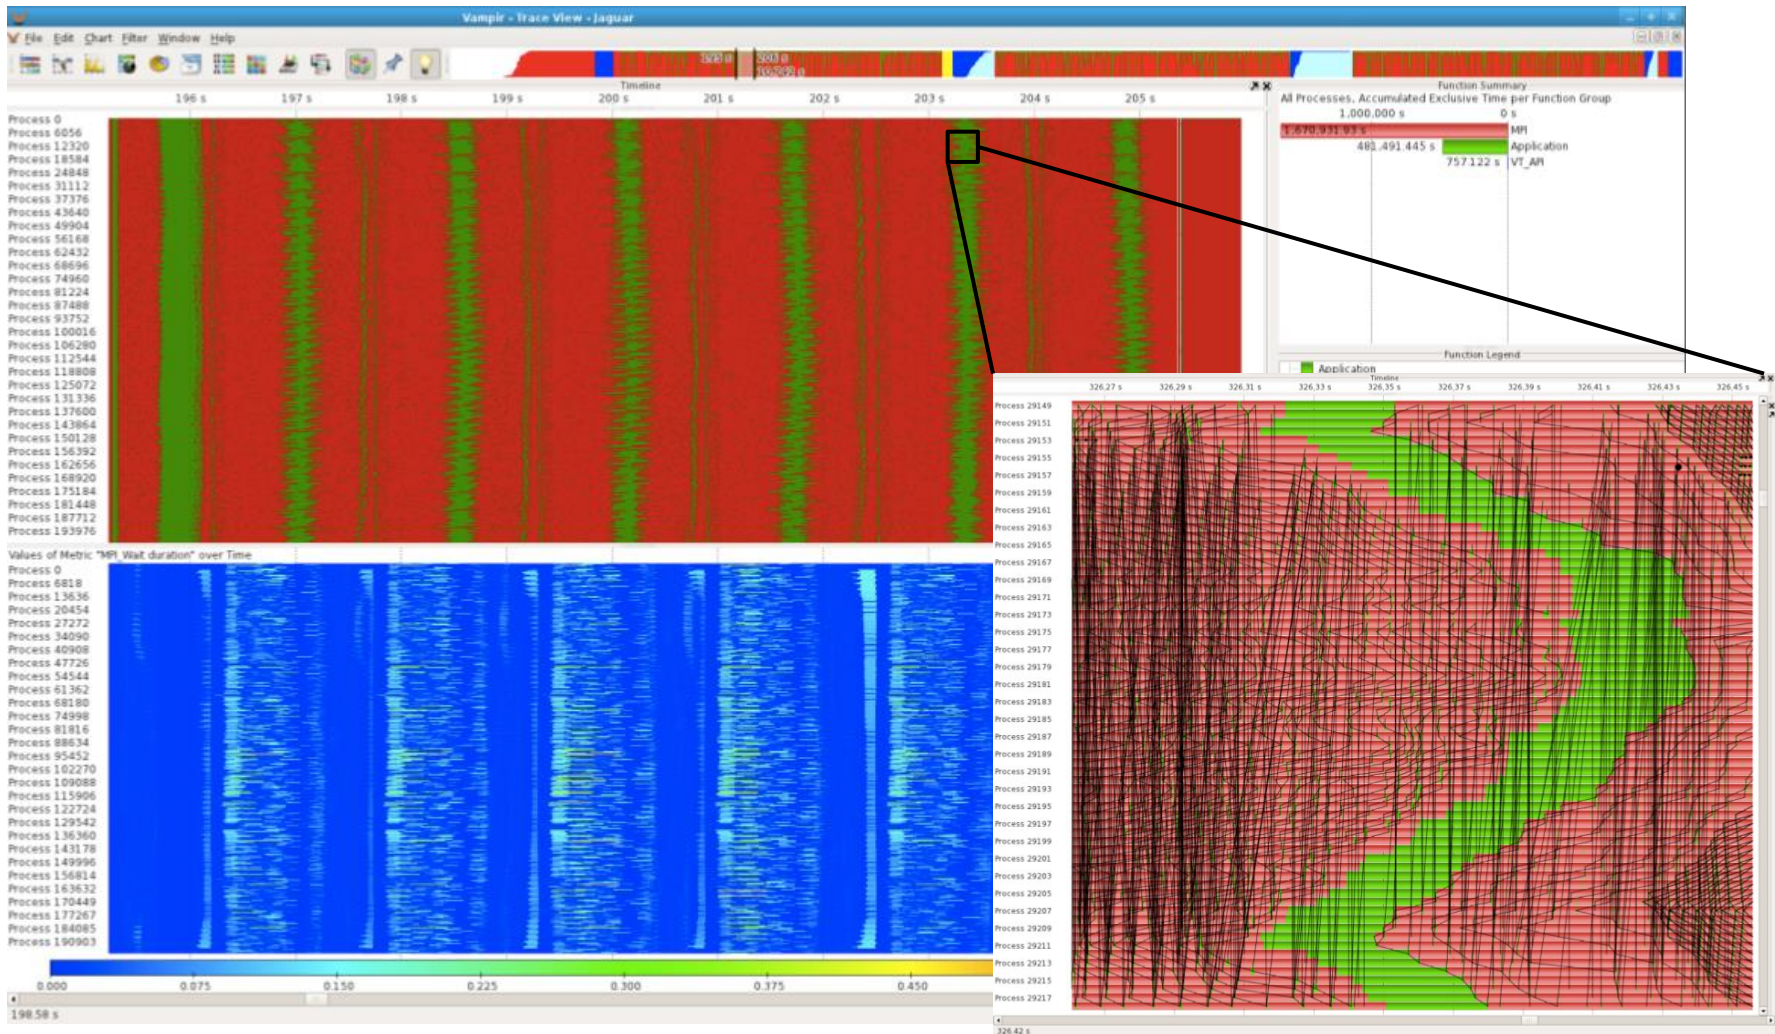 Vampir - Trace View - Jaguar
File Edit Chart Filter Window Help
195 s 206 s
10.242 s
Timeline
196 s 197 s 198 s 199 s 200 s 201 s 202 s 203 s 204 s 205 s
Process 0
Process 6056
Process 12320
Process 18584
Process 24848
Process 31112
Process 37376
Process 43640
Process 49904
Process 56168
Process 62432
Process 68696
Process 74960
Process 81224
Process 87488
Process 93752
Process 100016
Process 106280
Process 112544
Process 118808
Process 125072
Process 131336
Process 137600
Process 143864
Process 150128
Process 156392
Process 162656
Process 168920
Process 175184
Process 181448
Process 187712
Process 193976
Function Summary
All Processes, Accumulated Exclusive Time per Function Group
1,000,000 s 0 s
1,670,931.93 s MPI
481,491.445 s Application
757.122 s VT_API
Function Legend
Application
Values of Metric "MPI_Wait duration" over Time
Process 0
Process 6818
Process 13636
Process 20454
Process 27272
Process 34090
Process 40908
Process 47726
Process 54544
Process 61362
Process 68180
Process 74998
Process 81816
Process 88634
Process 95452
Process 102270
Process 109088
Process 115906
Process 122724
Process 129542
Process 136360
Process 143178
Process 149996
Process 156814
Process 163632
Process 170449
Process 177267
Process 184085
Process 190903
0.000 0.075 0.150 0.225 0.300 0.375 0.450
198.58 s
Timeline
326.27 s 326.29 s 326.31 s 326.33 s 326.35 s 326.37 s 326.39 s 326.41 s 326.43 s 326.45 s
Process 29149
Process 29151
Process 29153
Process 29155
Process 29157
Process 29159
Process 29161
Process 29163
Process 29165
Process 29167
Process 29169
Process 29171
Process 29173
Process 29175
Process 29177
Process 29179
Process 29181
Process 29183
Process 29185
Process 29187
Process 29189
Process 29191
Process 29193
Process 29195
Process 29197
Process 29199
Process 29201
Process 29203
Process 29205
Process 29207
Process 29209
Process 29211
Process 29213
Process 29215
Process 29217
326.42 s